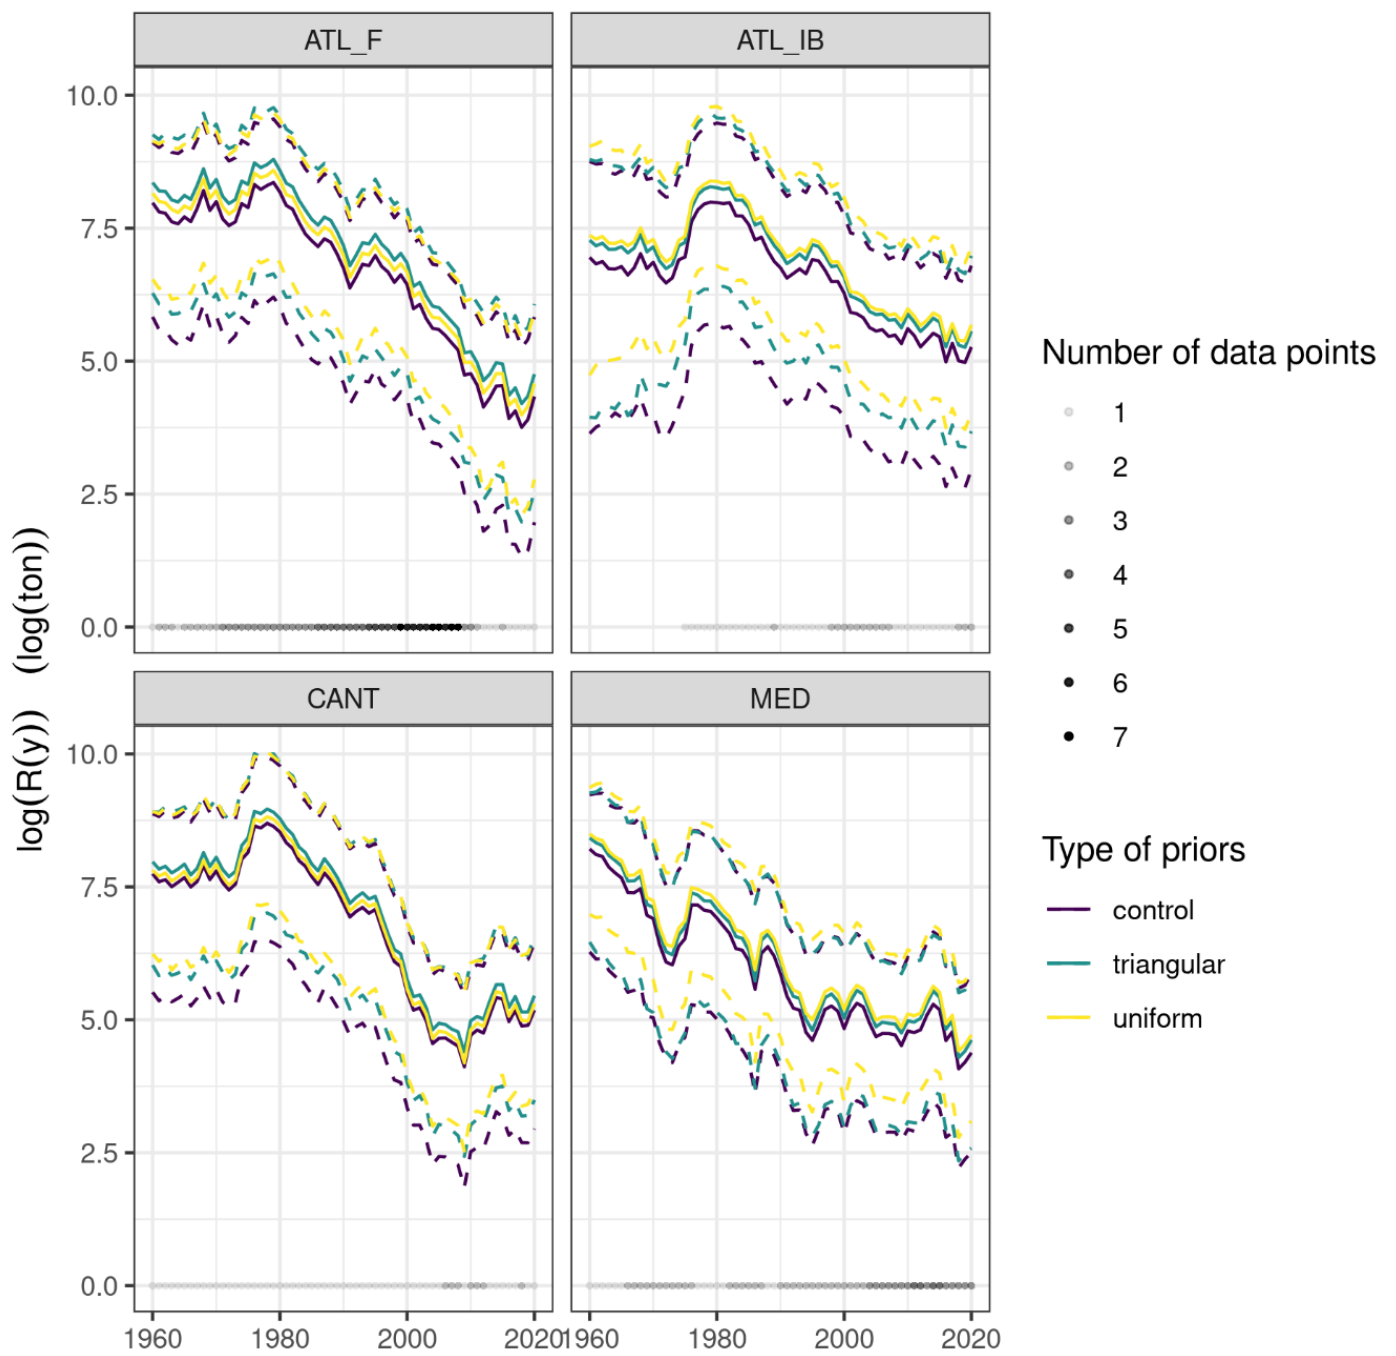 ATL_F
ATL_IB
10.0
7.5
5.0
2.5
0.0
CANT
MED
10.0
7.5
5.0
2.5
0.0
1960
1980
2000
2020
1960
1980
2000
2020
log(R(y)) (log(ton))
Number of data points
1
2
3
4
5
6
7
Type of priors
control
triangular
uniform